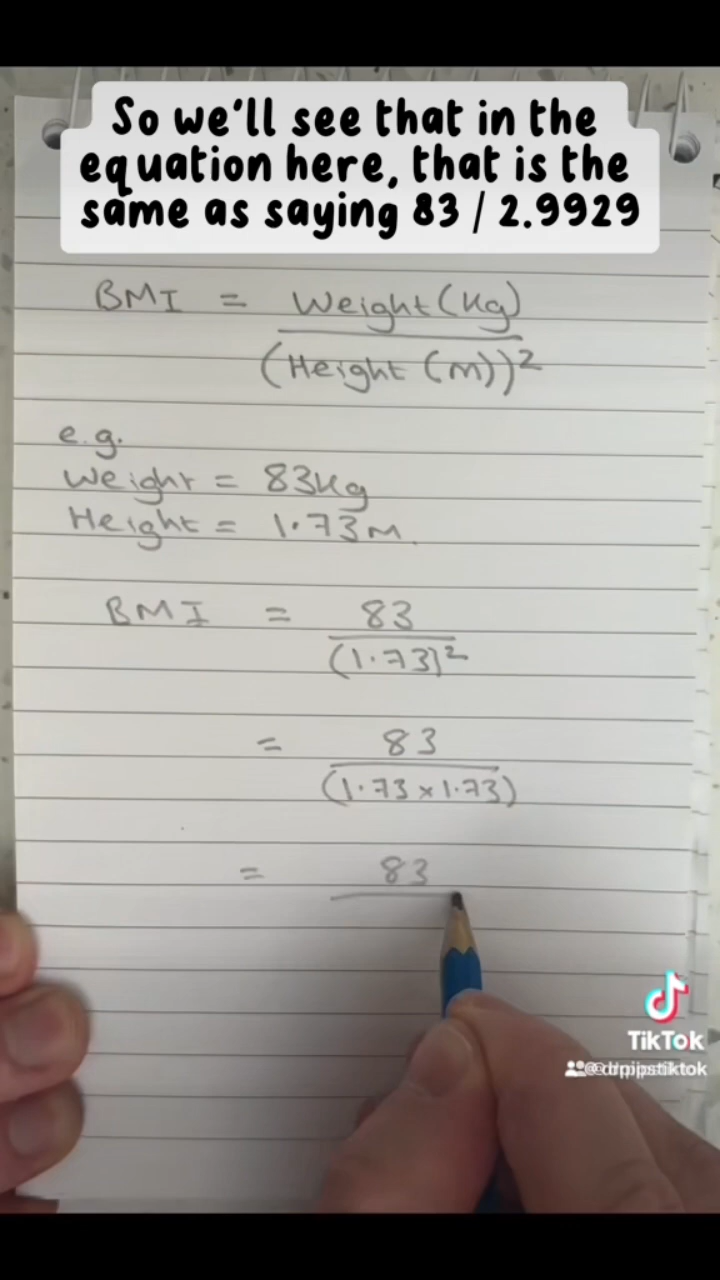 So we'll see that in the
equation here, that is the
same as saying 83 / 2.9929
BMI = Weight (Kg)
(Height (m))²
e.g.
Weight = 83Kg
Height = 1.73m
BMI = 83
(1.73)²
= 83
(1.73 x 1.73)
= 83
TikTok